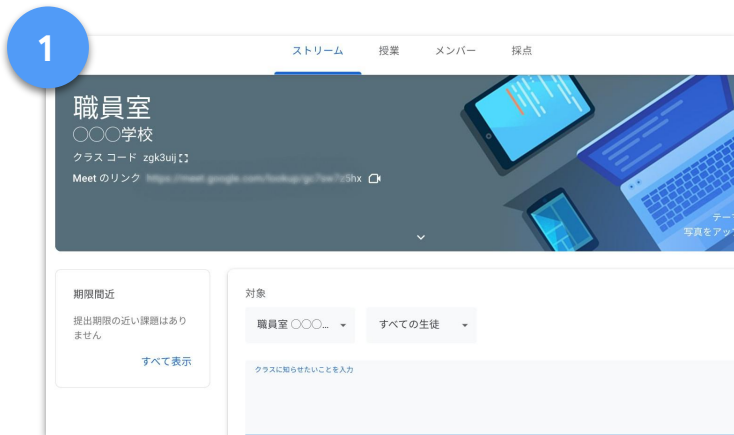 1
ストリーム 授業 メンバー 採点
職員室
○○○学校
クラス コード zgk3uij
Meet のリンク 5hx
テー
写真をアッ
期限間近
提出期限の近い課題はあり
ません
すべて表示
対象
職員室 ○○○... すべての生徒
クラスに知らせたいことを入力